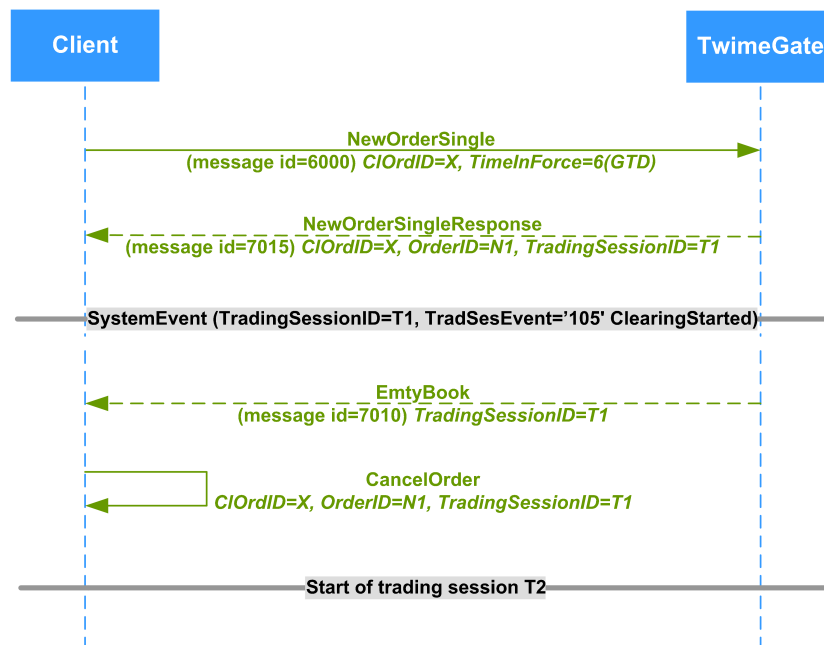 Client
TwimeGate
NewOrderSingle
(message id=6000) ClOrdID=X, TimeInForce=6(GTD)
NewOrderSingleResponse
(message id=7015) ClOrdID=X, OrderID=N1, TradingSessionID=T1
SystemEvent (TradingSessionID=T1, TradSesEvent=’105' ClearingStarted)
EmtyBook
(message id=7010) TradingSessionID=T1
CancelOrder
ClOrdID=X, OrderID=N1, TradingSessionID=T1
Start of trading session T2